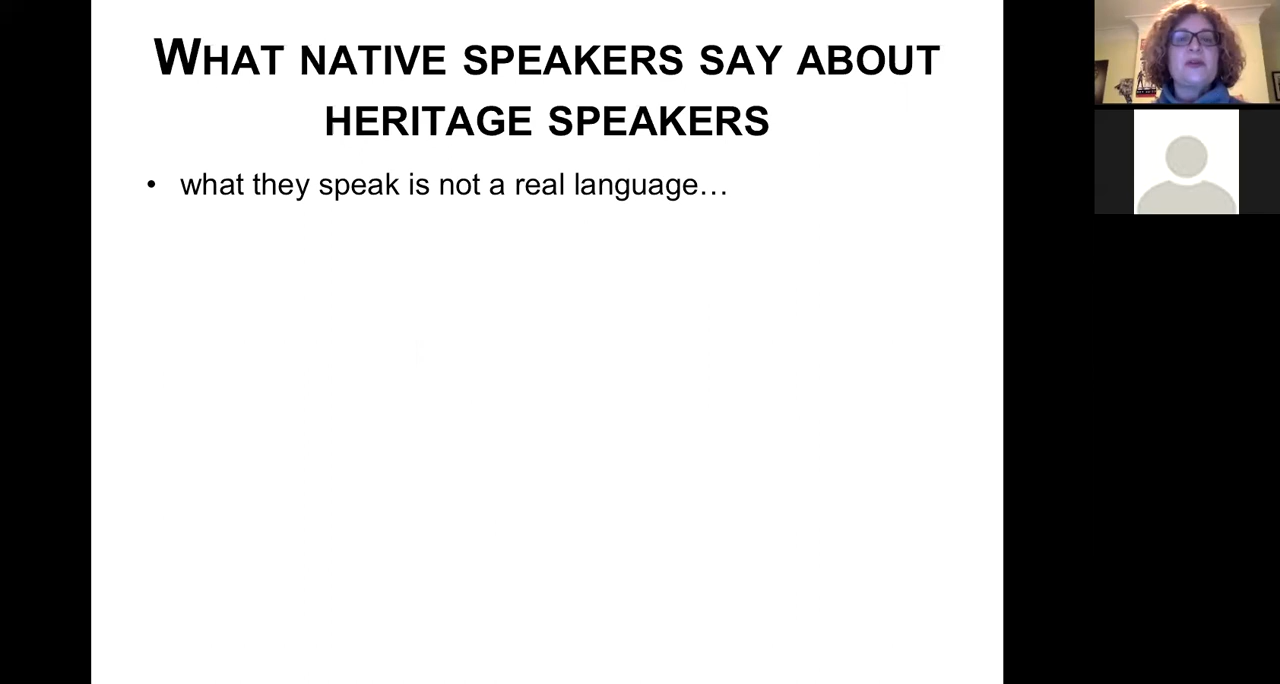 WHAT NATIVE SPEAKERS SAY ABOUT
HERITAGE SPEAKERS
• what they speak is not a real language…